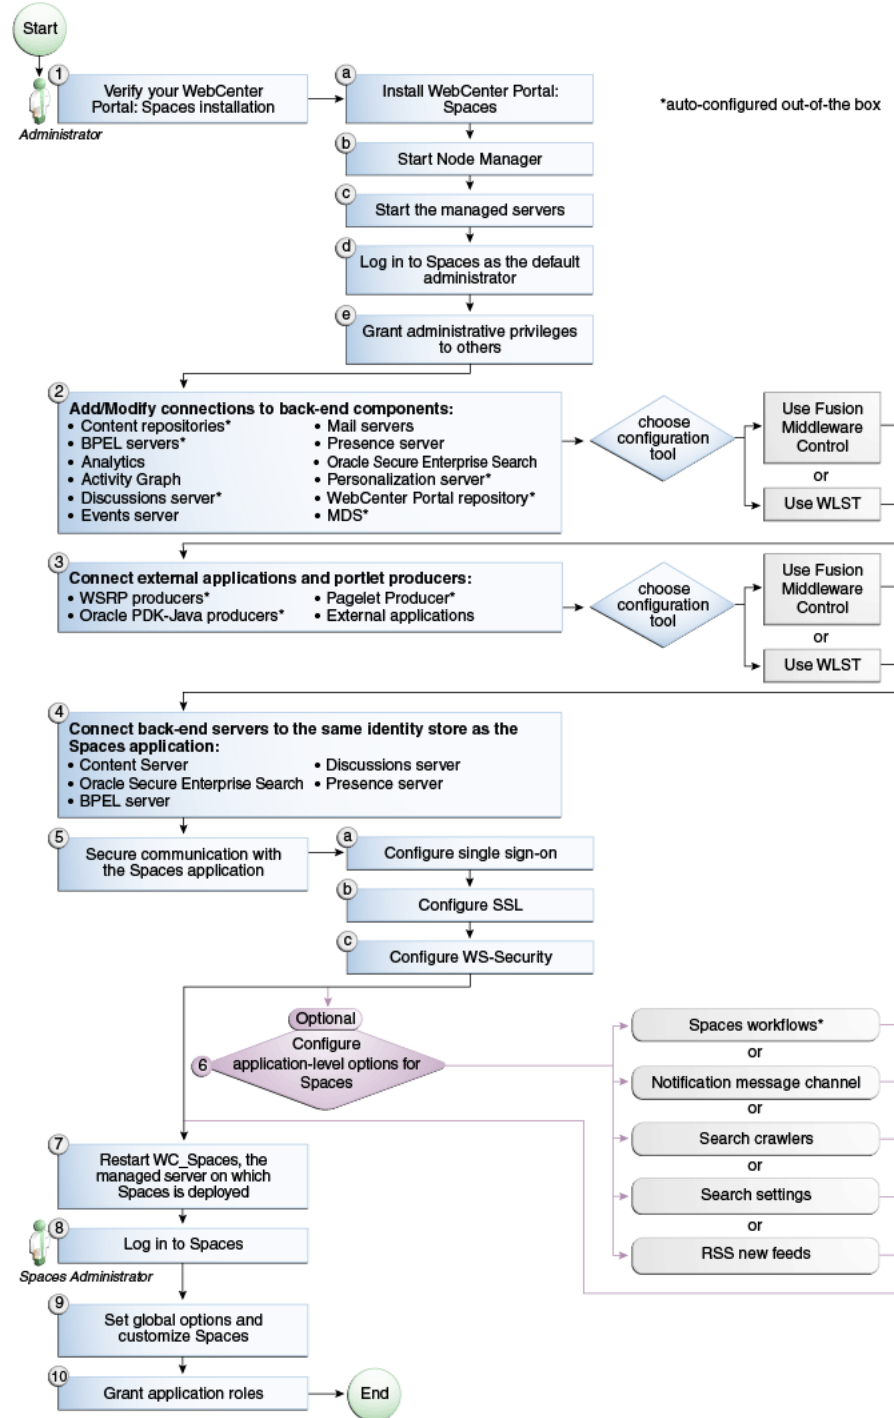 Start
1
Verify your WebCenter
Portal: Spaces installation
Administrator
a
Install WebCenter Portal:
Spaces
*auto-configured out-of-the box
b
Start Node Manager
c
Start the managed servers
d
Log in to Spaces as the default
administrator
e
Grant administrative privileges
to others
2
Add/Modify connections to back-end components:
• Content repositories*
• BPEL servers*
• Analytics
• Activity Graph
• Discussions server*
• Events server
• Mail servers
• Presence server
• Oracle Secure Enterprise Search
• Personalization server*
• WebCenter Portal repository*
• MDS*
choose
configuration
tool
Use Fusion
Middleware
Control
or
Use WLST
3
Connect external applications and portlet producers:
• WSRP producers*
• Oracle PDK-Java producers*
• Pagelet Producer*
• External applications
choose
configuration
tool
Use Fusion
Middleware
Control
or
Use WLST
4
Connect back-end servers to the same identity store as the
Spaces application:
• Content Server
• Oracle Secure Enterprise Search
• BPEL server
• Discussions server
• Presence server
5
Secure communication with
the Spaces application
a
Configure single sign-on
b
Configure SSL
c
Configure WS-Security
Optional
6
Configure
application-level options for
Spaces
Spaces workflows*
or
Notification message channel
or
Search crawlers
or
Search settings
or
RSS new feeds
7
Restart WC_Spaces, the
managed server on which
Spaces is deployed
8
Log in to Spaces
Spaces Administrator
9
Set global options and
customize Spaces
10
Grant application roles
End